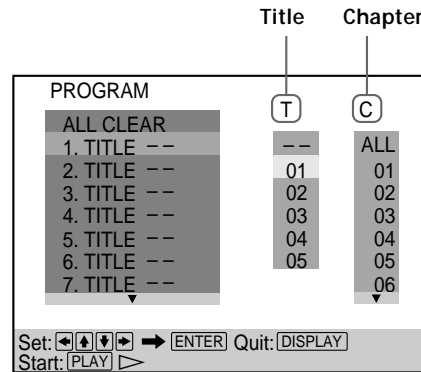 Title Chapter
PROGRAM
T C
ALL CLEAR
1. TITLE – – – – ALL
2. TITLE – – 01 01
3. TITLE – – 02 02
4. TITLE – – 03 03
5. TITLE – – 04 04
6. TITLE – – 05 05
7. TITLE – – 06
Set: ENTER Quit: DISPLAY
Start: PLAY